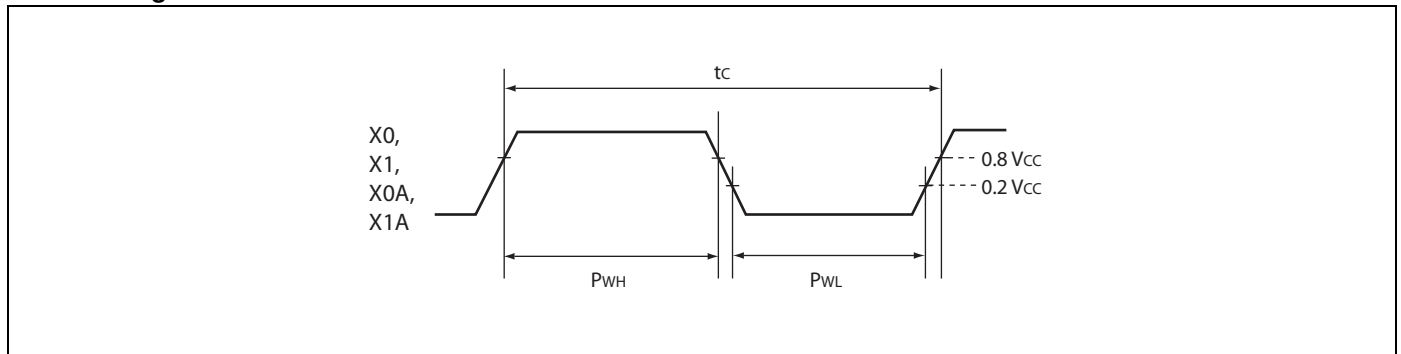 tC
X0,
X1,
X0A,
X1A
0.8 VCC
0.2 VCC
PWH
PWL